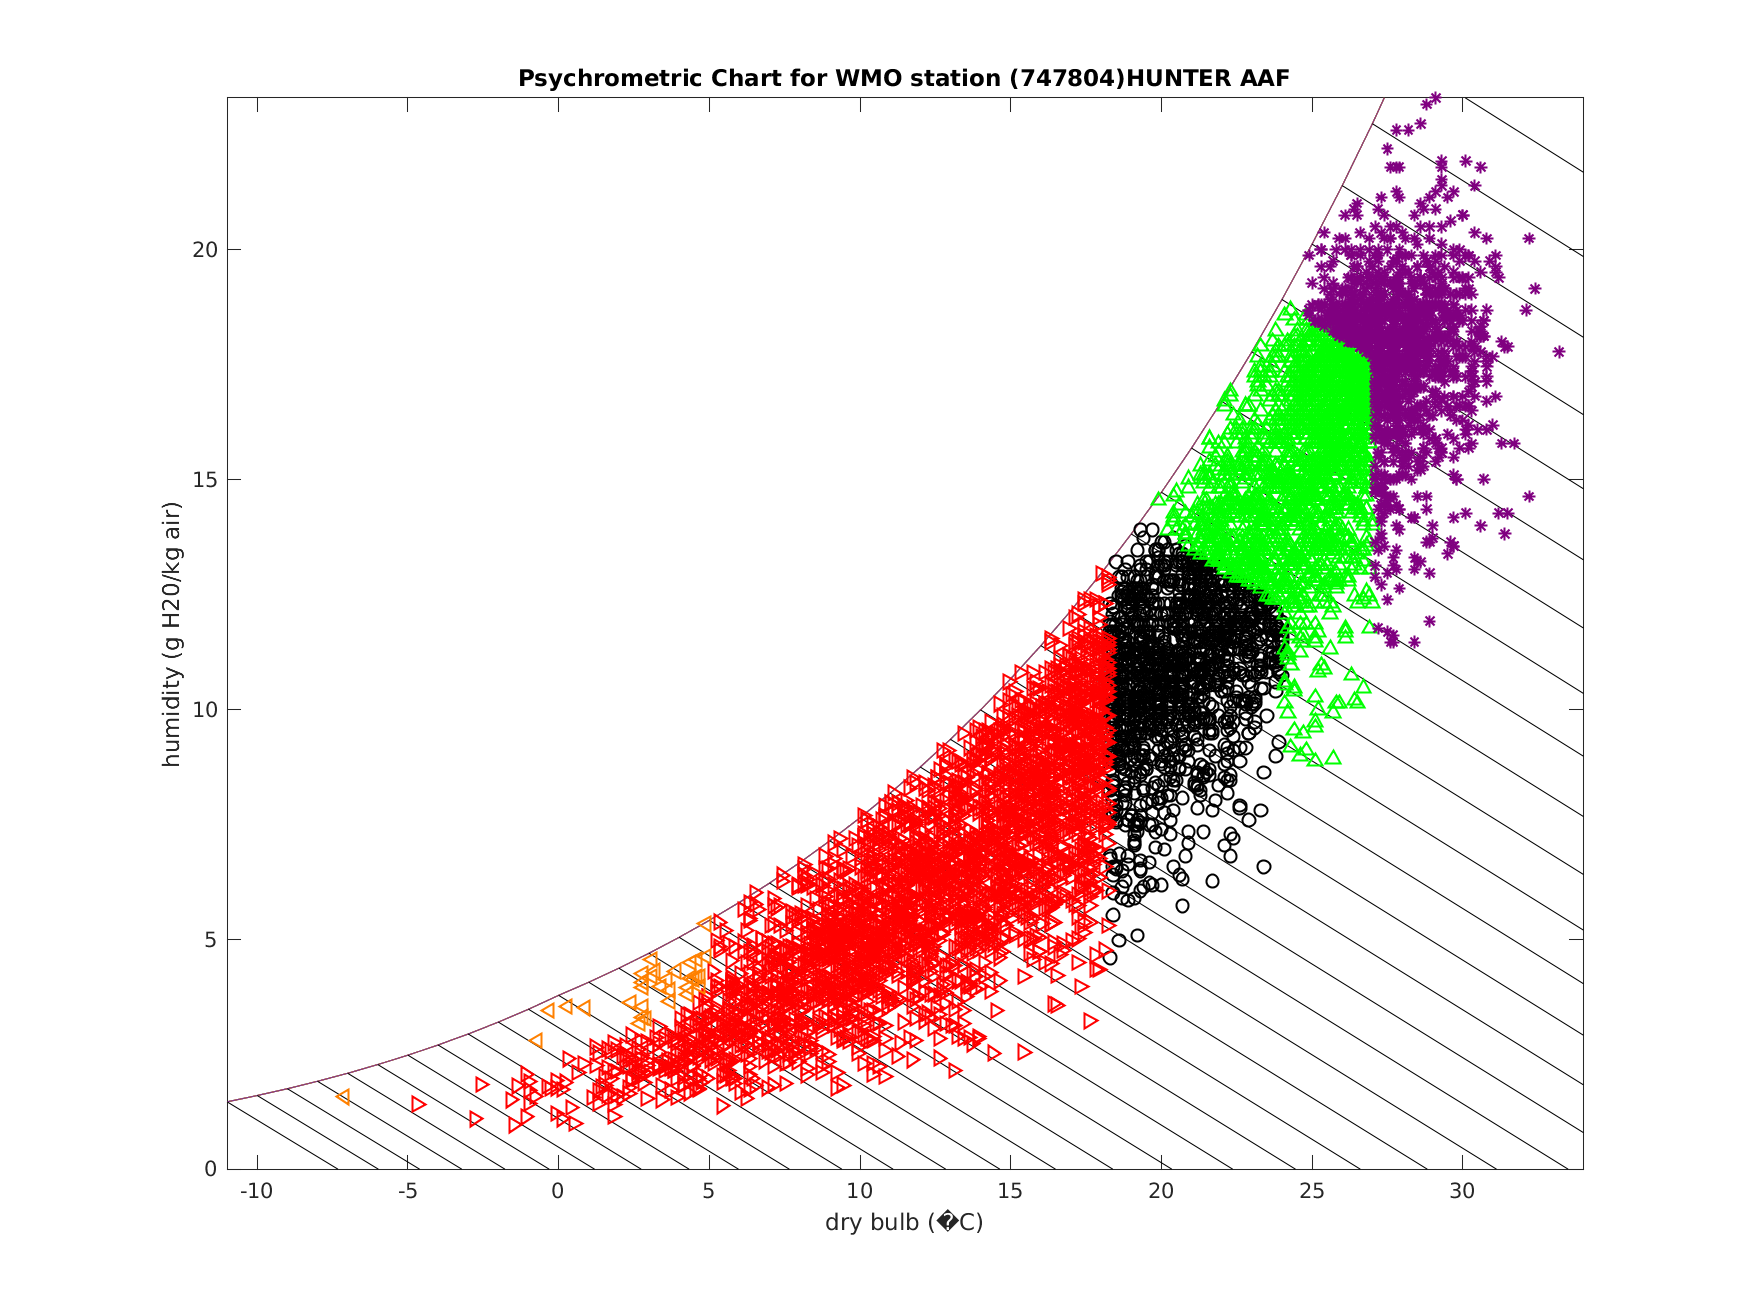 Psychrometric Chart for WMO station (747804)HUNTER AAF
humidity (g H20/kg air)
20
15
10
5
0
-10 -5 0 5 10 15 20 25 30
dry bulb (�C)